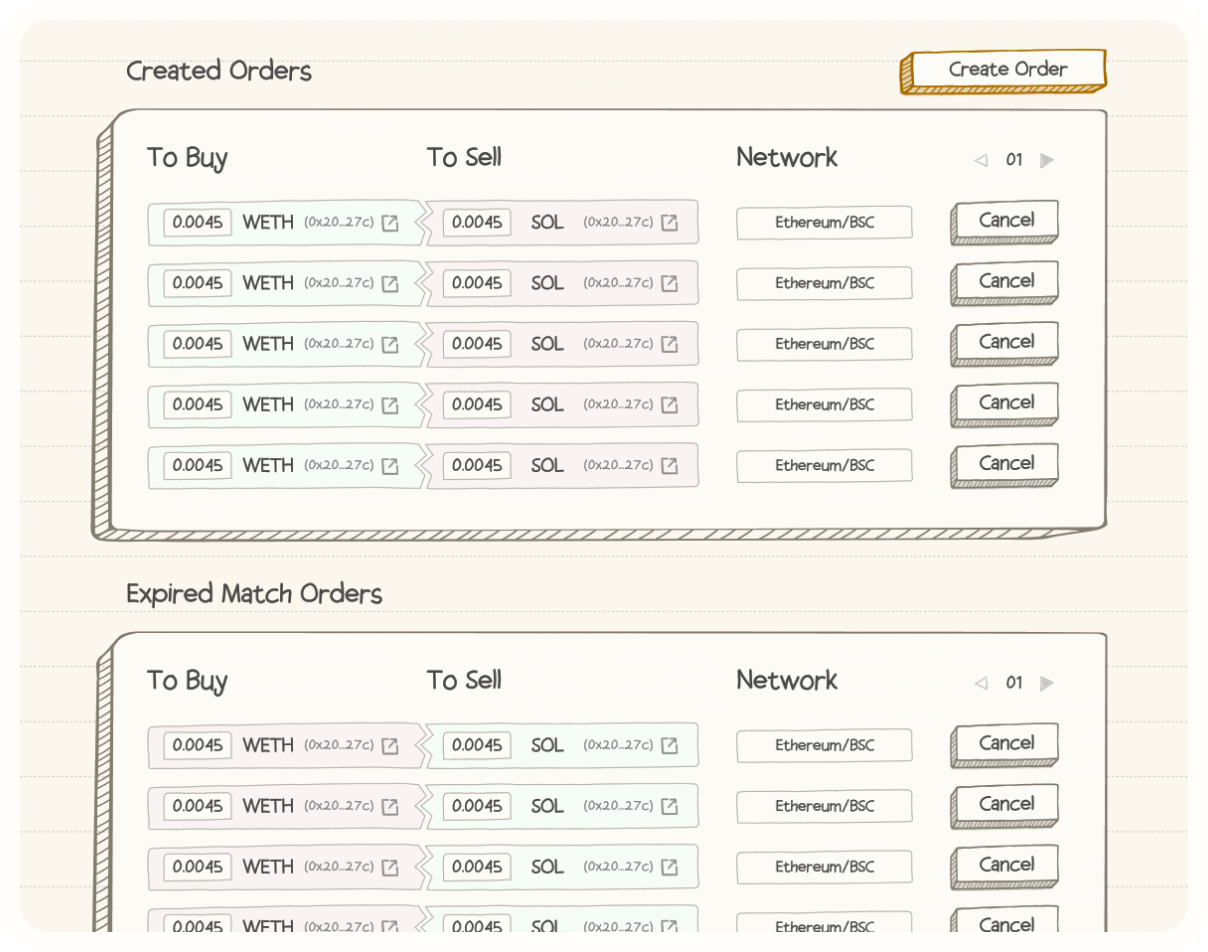 Created Orders Create Order
To Buy To Sell Network 01
0.0045 WETH (0x20...27c) 0.0045 SOL (0x20...27c) Ethereum/BSC Cancel
0.0045 WETH (0x20...27c) 0.0045 SOL (0x20...27c) Ethereum/BSC Cancel
0.0045 WETH (0x20...27c) 0.0045 SOL (0x20...27c) Ethereum/BSC Cancel
0.0045 WETH (0x20...27c) 0.0045 SOL (0x20...27c) Ethereum/BSC Cancel
0.0045 WETH (0x20...27c) 0.0045 SOL (0x20...27c) Ethereum/BSC Cancel
Expired Match Orders
To Buy To Sell Network 01
0.0045 WETH (0x20...27c) 0.0045 SOL (0x20...27c) Ethereum/BSC Cancel
0.0045 WETH (0x20...27c) 0.0045 SOL (0x20...27c) Ethereum/BSC Cancel
0.0045 WETH (0x20...27c) 0.0045 SOL (0x20...27c) Ethereum/BSC Cancel
0.0045 WETH (0x20...27c) 0.0045 SOL (0x20...27c) Ethereum/BSC Cancel